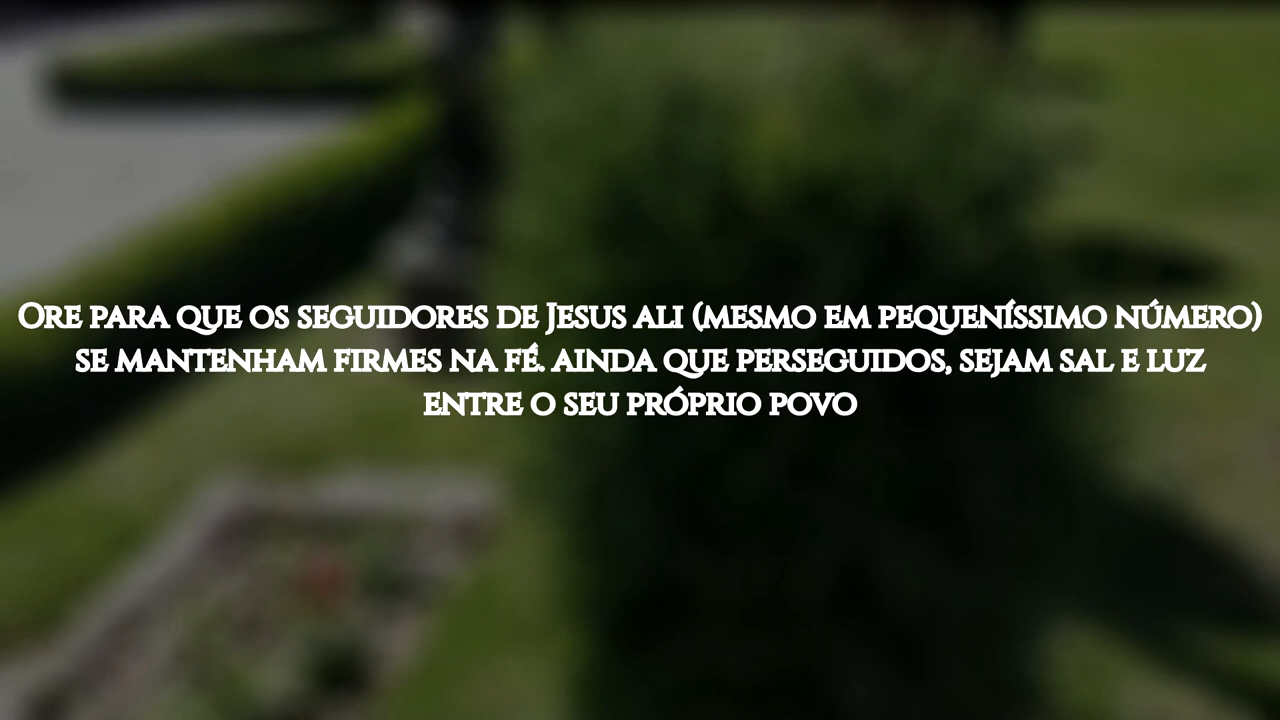 Ore para que os seguidores de Jesus ali (mesmo em pequeníssimo número)
se mantenham firmes na fé. ainda que perseguidos, sejam sal e luz
entre o seu próprio povo